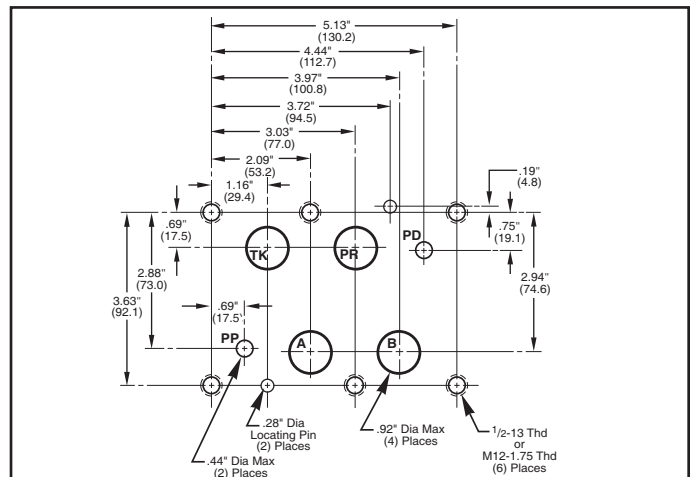 5.13"
(130.2)
4.44"
(112.7)
3.97"
(100.8)
3.72"
(94.5)
3.03"
(77.0)
2.09"
(53.2)
1.16"
(29.4)
.19"
(4.8)
.69"
(17.5)
.75"
(19.1)
PD
TK
PR
2.88"
(73.0)
2.94"
(74.6)
3.63"
(92.1)
.69"
(17.5)
PP
A
B
.28" Dia
Locating Pin
(2) Places
.44" Dia Max
(2) Places
.92" Dia Max
(4) Places
1/2-13 Thd
or
M12-1.75 Thd
(6) Places